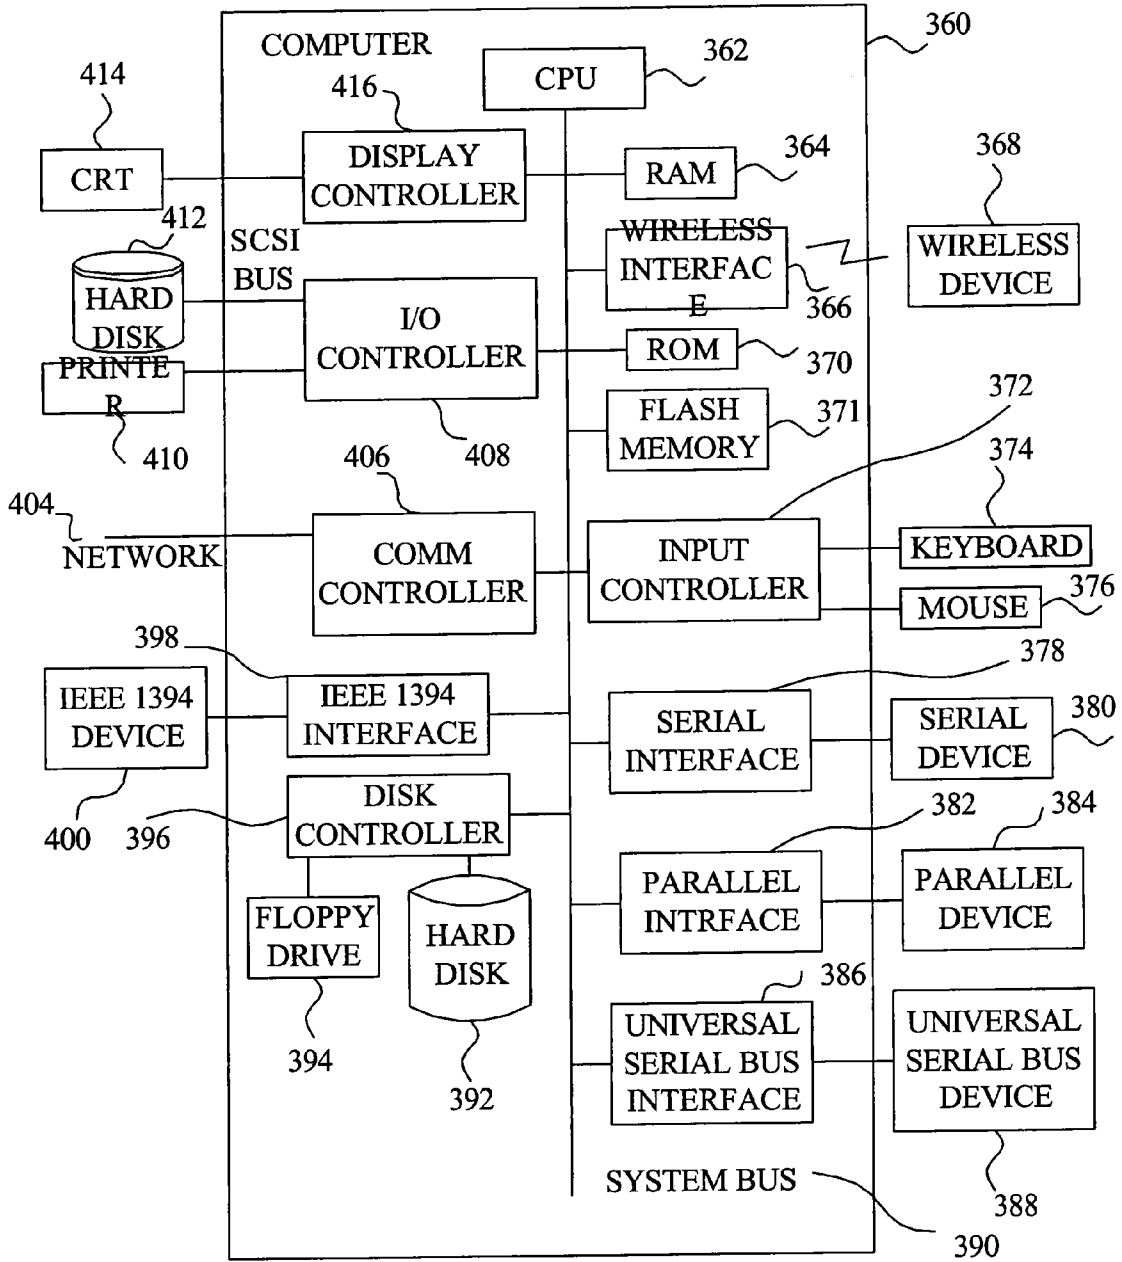 COMPUTER
360
362
CPU
414
416
CRT
DISPLAY
CONTROLLER
RAM
364
368
412
SCSI
BUS
HARD
DISK
WIRELESS
INTERFAC
E
366
WIRELESS
DEVICE
I/O
CONTROLLER
ROM
370
PRINTE
R
410
408
FLASH
MEMORY
371
372
374
406
404
NETWORK
COMM
CONTROLLER
INPUT
CONTROLLER
KEYBOARD
MOUSE
376
398
378
IEEE 1394
DEVICE
IEEE 1394
INTERFACE
SERIAL
INTERFACE
SERIAL
DEVICE
380
400
396
DISK
CONTROLLER
382
384
FLOPPY
DRIVE
HARD
DISK
PARALLEL
INTRFACE
PARALLEL
DEVICE
394
392
386
UNIVERSAL
SERIAL BUS
INTERFACE
UNIVERSAL
SERIAL BUS
DEVICE
SYSTEM BUS
388
390